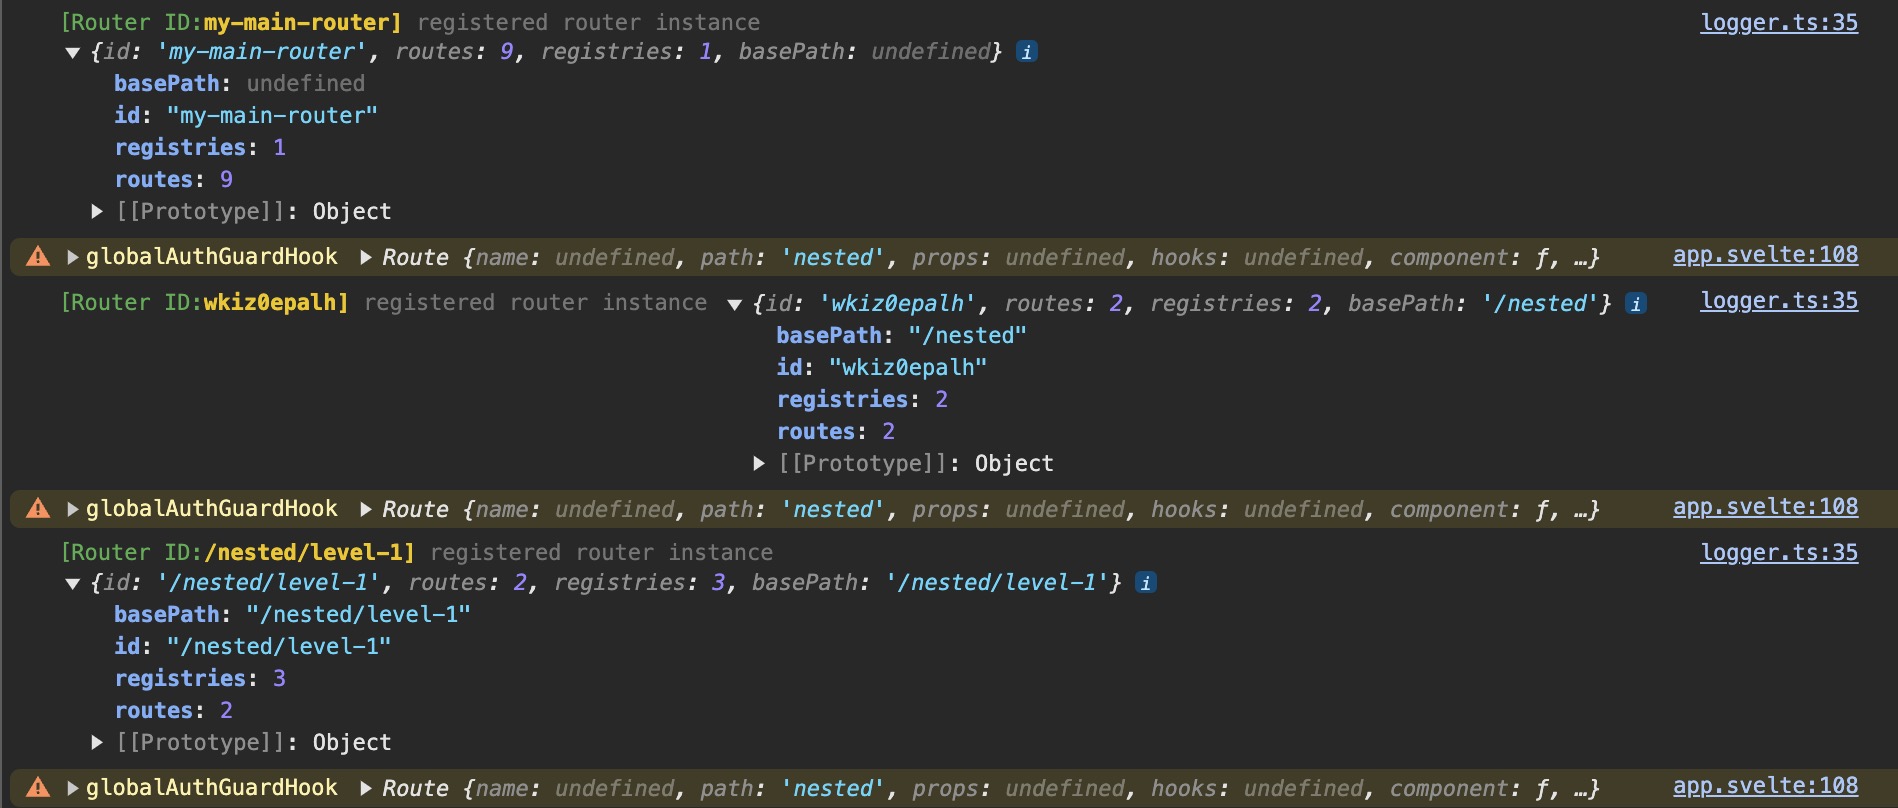 [Router ID:my-main-router] registered router instance logger.ts:35
▼ {id: 'my-main-router', routes: 9, registries: 1, basePath: undefined} i
basePath: undefined
id: "my-main-router"
registries: 1
routes: 9
▶ [[Prototype]]: Object
▶ globalAuthGuardHook ▶ Route {name: undefined, path: 'nested', props: undefined, hooks: undefined, component: ƒ, …} app.svelte:108
[Router ID:wkiz0epalh] registered router instance ▼ {id: 'wkiz0epalh', routes: 2, registries: 2, basePath: '/nested'} i logger.ts:35
basePath: "/nested"
id: "wkiz0epalh"
registries: 2
routes: 2
▶ [[Prototype]]: Object
▶ globalAuthGuardHook ▶ Route {name: undefined, path: 'nested', props: undefined, hooks: undefined, component: ƒ, …} app.svelte:108
[Router ID:/nested/level-1] registered router instance logger.ts:35
▼ {id: '/nested/level-1', routes: 2, registries: 3, basePath: '/nested/level-1'} i
basePath: "/nested/level-1"
id: "/nested/level-1"
registries: 3
routes: 2
▶ [[Prototype]]: Object
▶ globalAuthGuardHook ▶ Route {name: undefined, path: 'nested', props: undefined, hooks: undefined, component: ƒ, …} app.svelte:108